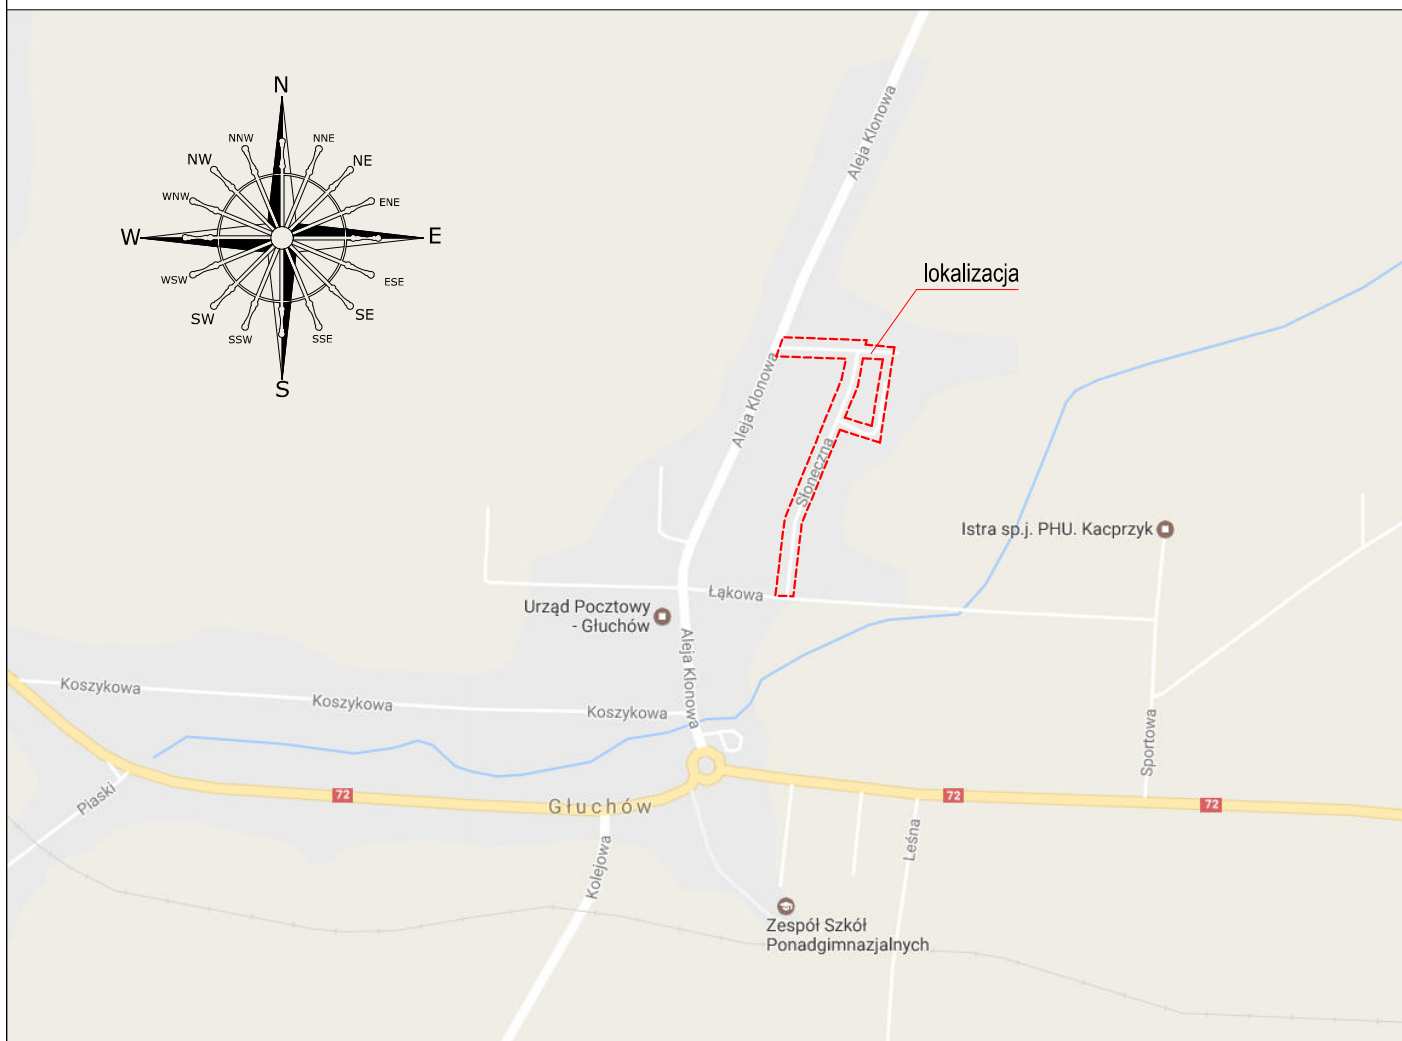 N
NNW
NNE
NW
NE
WNW
ENE
W
E
WSW
ESE
SW
SE
SSW
SSE
S
Aleja Klonowa
lokalizacja
Aleja Klonowa
Słoneczna
Istra sp.j. PHU. Kacprzyk
Łąkowa
Urząd Pocztowy
- Głuchów
Aleja Klonowa
Koszykowa
Koszykowa
Koszykowa
Sportowa
Piaski
72
Głuchów
72
72
Kolejowa
Leśna
Zespół Szkół
Ponadgimnazjalnych